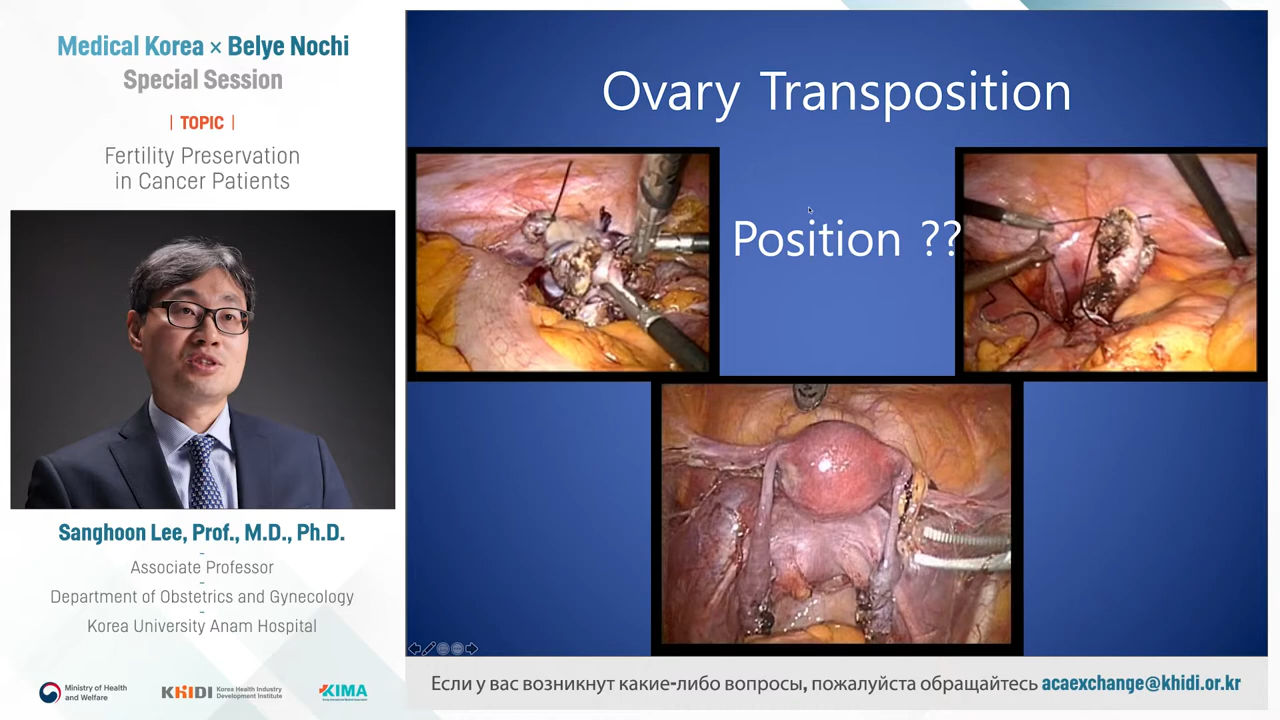 Medical Korea × Belye Nochi
Special Session
| TOPIC |
Fertility Preservation
in Cancer Patients
Sanghoon Lee, Prof., M.D., Ph.D.
-
Associate Professor
-
Department of Obstetrics and Gynecology
-
Korea University Anam Hospital
Ministry of Health
and Welfare
KHIDI Korea Health Industry
Development Institute
KIMA
Ovary Transposition
Position ??
Если у вас возникнут какие-либо вопросы, пожалуйста обращайтесь acaexchange@khidi.or.kr